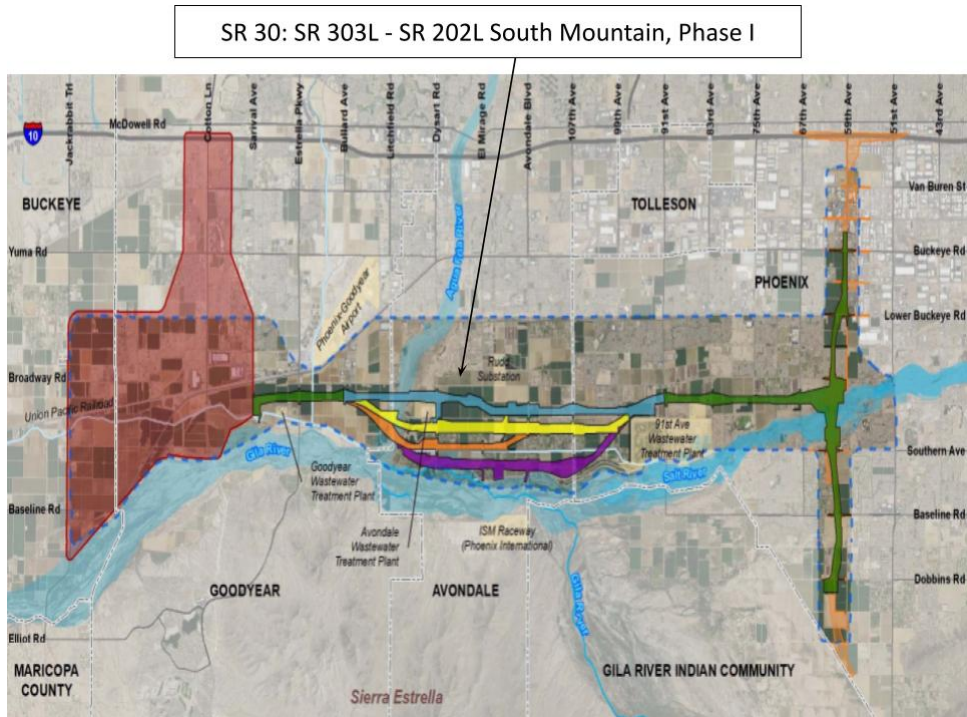 SR 30: SR 303L - SR 202L South Mountain, Phase I
Jackrabbit Trl
Cotton Ln
Sarival Ave
Estrella Pkwy
Bullard Ave
Litchfield Rd
Dysart Rd
El Mirage Rd
Avondale Blvd
107th Ave
99th Ave
91st Ave
83rd Ave
75th Ave
67th Ave
59th Ave
51st Ave
43rd Ave
10
McDowell Rd
BUCKEYE
TOLLESON
Van Buren St
Yuma Rd
Agua Fria River
Buckeye Rd
PHOENIX
Phoenix-Goodyear
Airport
Lower Buckeye Rd
Broadway Rd
Rudd
Substation
Union Pacific Railroad
91st Ave
Wastewater
Treatment Plant
Gila River
Southern Ave
Goodyear
Wastewater
Treatment Plant
Salt River
Baseline Rd
Baseline Rd
Avondale
Wastewater
Treatment Plant
ISM Raceway
(Phoenix International)
Dobbins Rd
GOODYEAR
AVONDALE
Gila River
Elliot Rd
MARICOPA
COUNTY
GILA RIVER INDIAN COMMUNITY
Sierra Estrella